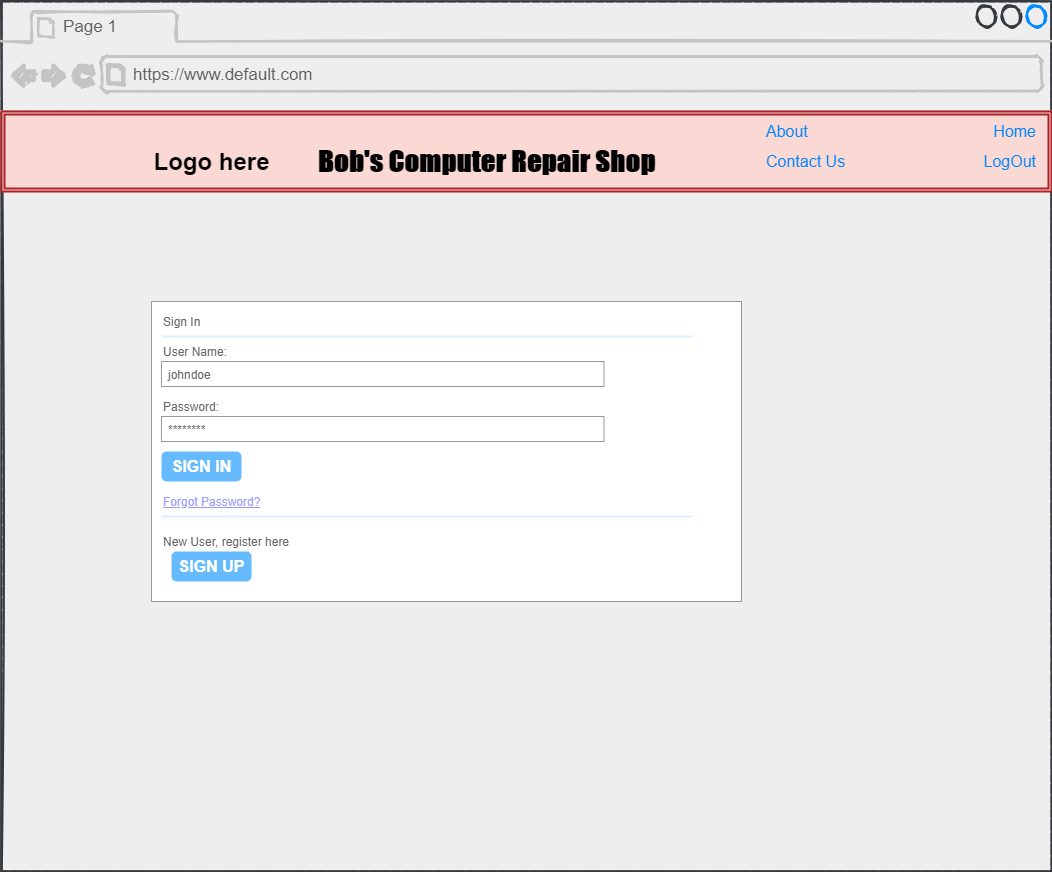 Page 1
https://www.default.com
About
Home
Logo here
Bob's Computer Repair Shop
Contact Us
LogOut
Sign In
User Name:
johndoe
Password:
********
SIGN IN
Forgot Password?
New User, register here
SIGN UP